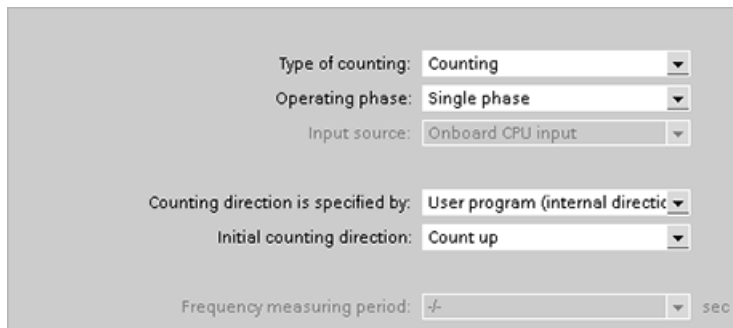 Type of counting: Counting
Operating phase: Single phase
Input source: Onboard CPU input
Counting direction is specified by: User program (internal directic
Initial counting direction: Count up
Frequency measuring period: -/- sec